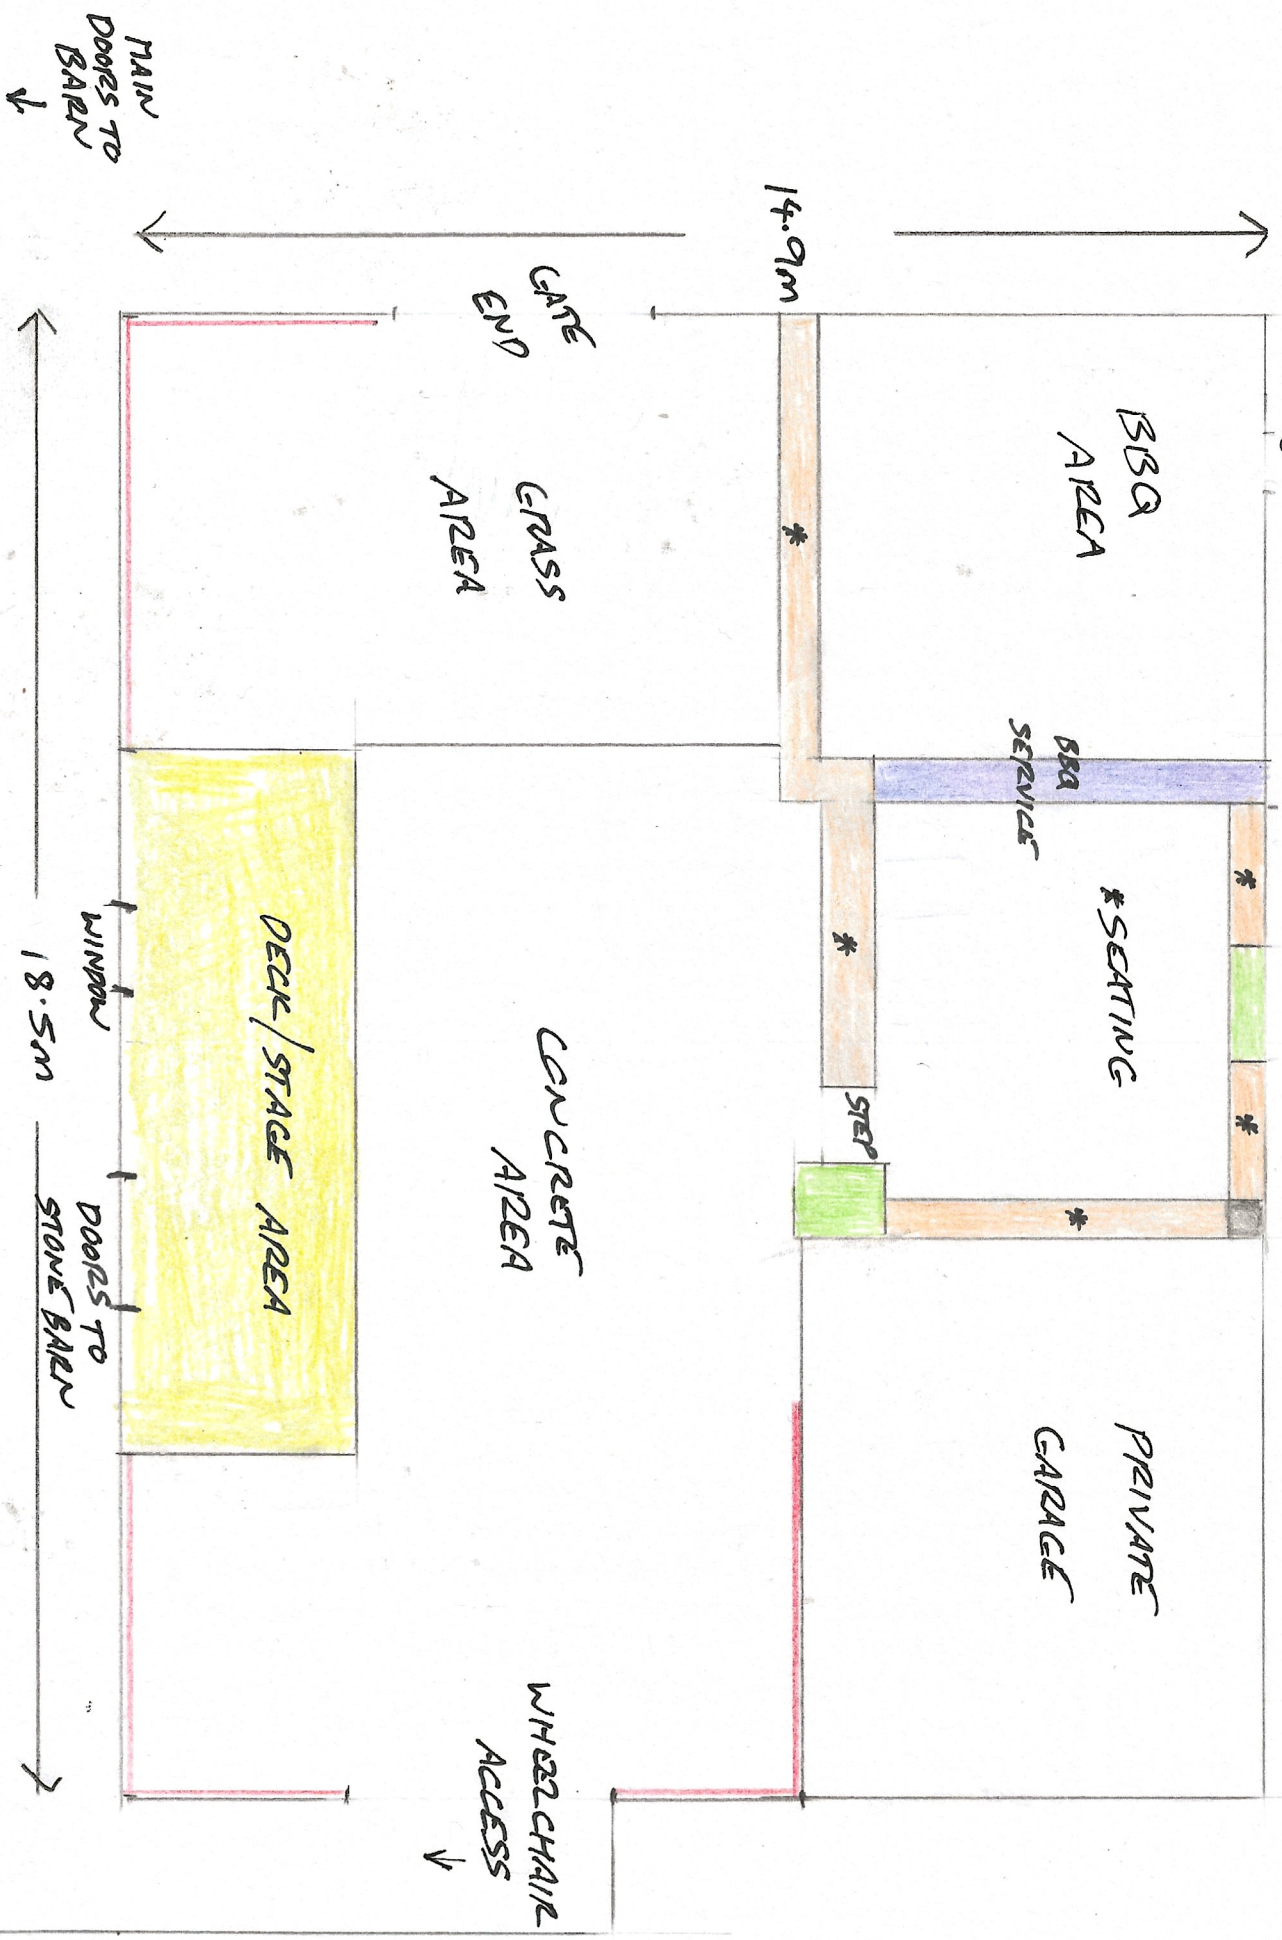 MAIN
DOORS TO
BARN
14.9m
GATE
END
BBQ
AREA
GRASS
AREA
*
BBQ
SERVICE
*
*SEATING
*
*
*
STEP
WINDOW
18.5m
DECK/STAGE AREA
CONCRETE
AREA
DOORS TO
STONE BARN
PRIVATE
GARAGE
WHEELCHAIR
ACCESS